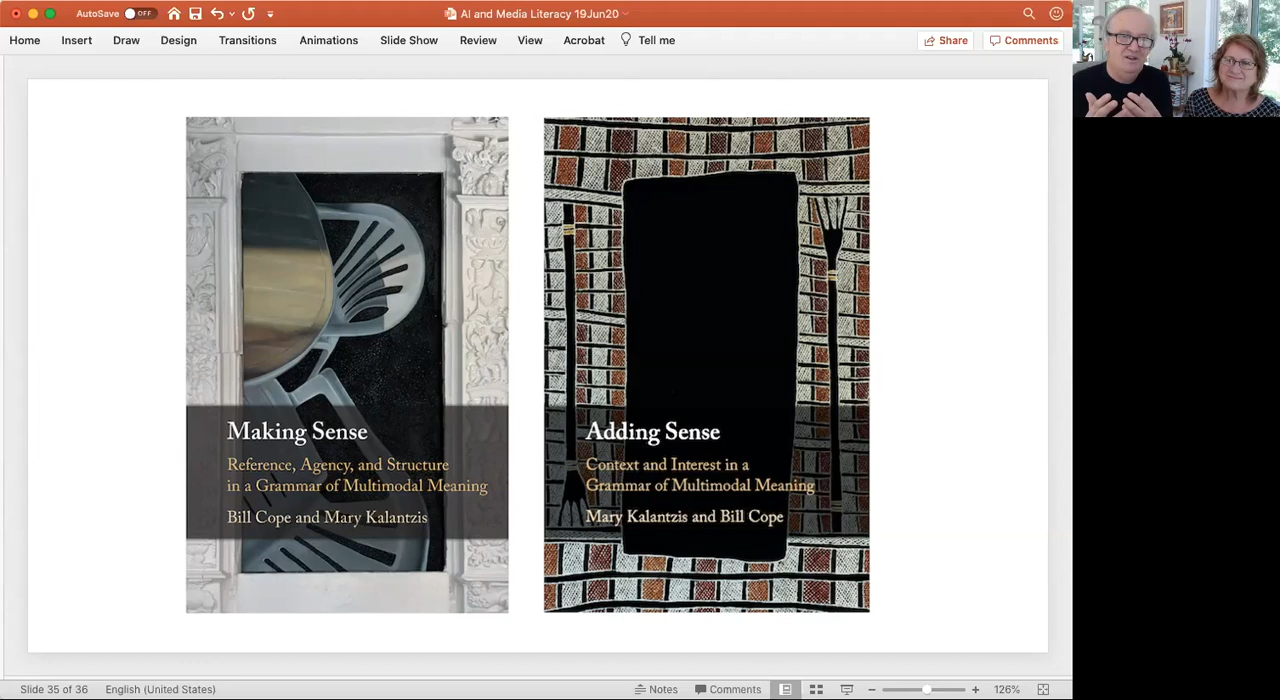 AutoSave OFF
AI and Media Literacy 19Jun20
Home Insert Draw Design Transitions Animations Slide Show Review View Acrobat Tell me Share Comments
Making Sense
Reference, Agency, and Structure
in a Grammar of Multimodal Meaning
Bill Cope and Mary Kalantzis
Adding Sense
Context and Interest in a
Grammar of Multimodal Meaning
Mary Kalantzis and Bill Cope
Slide 35 of 36 English (United States) Notes Comments 126%